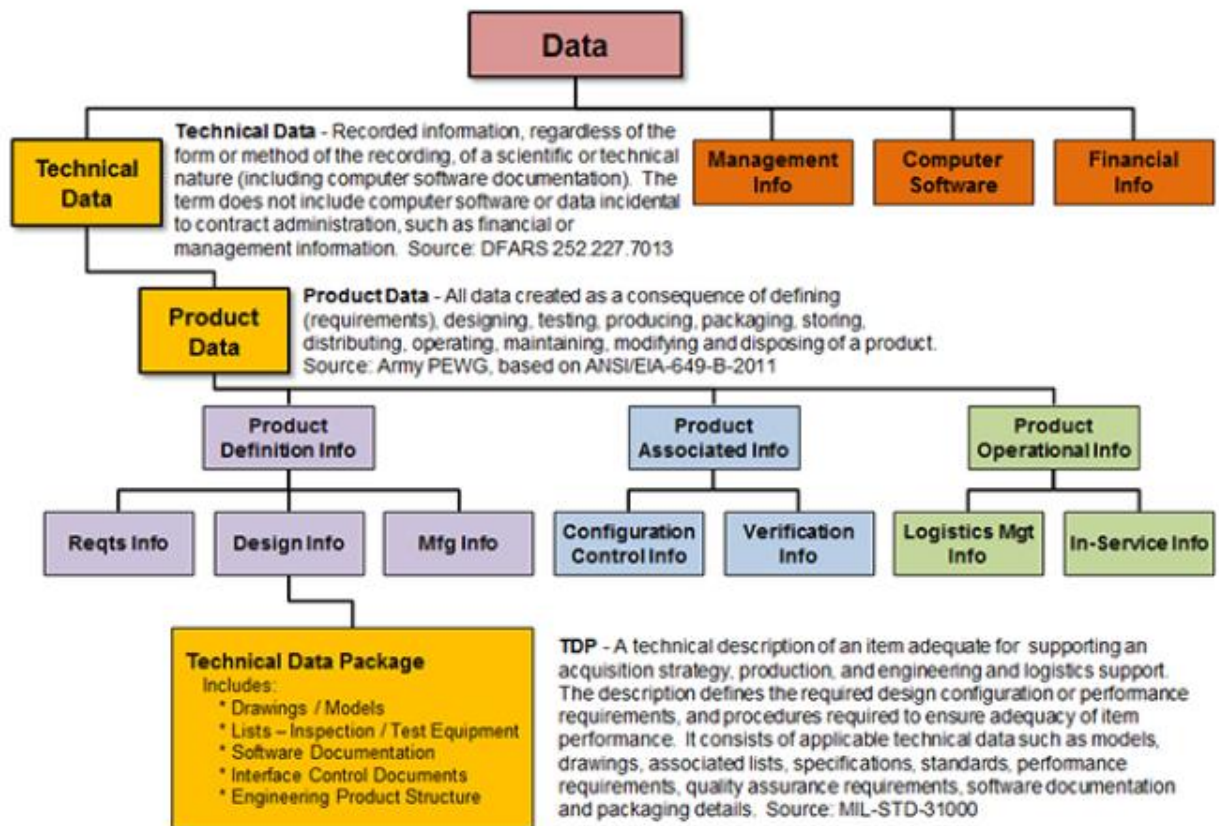 Data
Technical
Data
Technical Data - Recorded information, regardless of the
form or method of the recording, of a scientific or technical
nature (including computer software documentation). The
term does not include computer software or data incidental
to contract administration, such as financial or
management information. Source: DFARS 252.227.7013
Management
Info
Computer
Software
Financial
Info
Product
Data
Product Data - All data created as a consequence of defining
(requirements), designing, testing, producing, packaging, storing,
distributing, operating, maintaining, modifying and disposing of a product.
Source: Army PEWG, based on ANSI/EIA-649-B-2011
Product
Definition Info
Product
Associated Info
Product
Operational Info
Reqts Info
Design Info
Mfg Info
Configuration
Control Info
Verification
Info
Logistics Mgt
Info
In-Service Info
Technical Data Package
Includes:
* Drawings / Models
* Lists – Inspection / Test Equipment
* Software Documentation
* Interface Control Documents
* Engineering Product Structure
TDP - A technical description of an item adequate for supporting an
acquisition strategy, production, and engineering and logistics support.
The description defines the required design configuration or performance
requirements, and procedures required to ensure adequacy of item
performance. It consists of applicable technical data such as models,
drawings, associated lists, specifications, standards, performance
requirements, quality assurance requirements, software documentation
and packaging details. Source: MIL-STD-31000